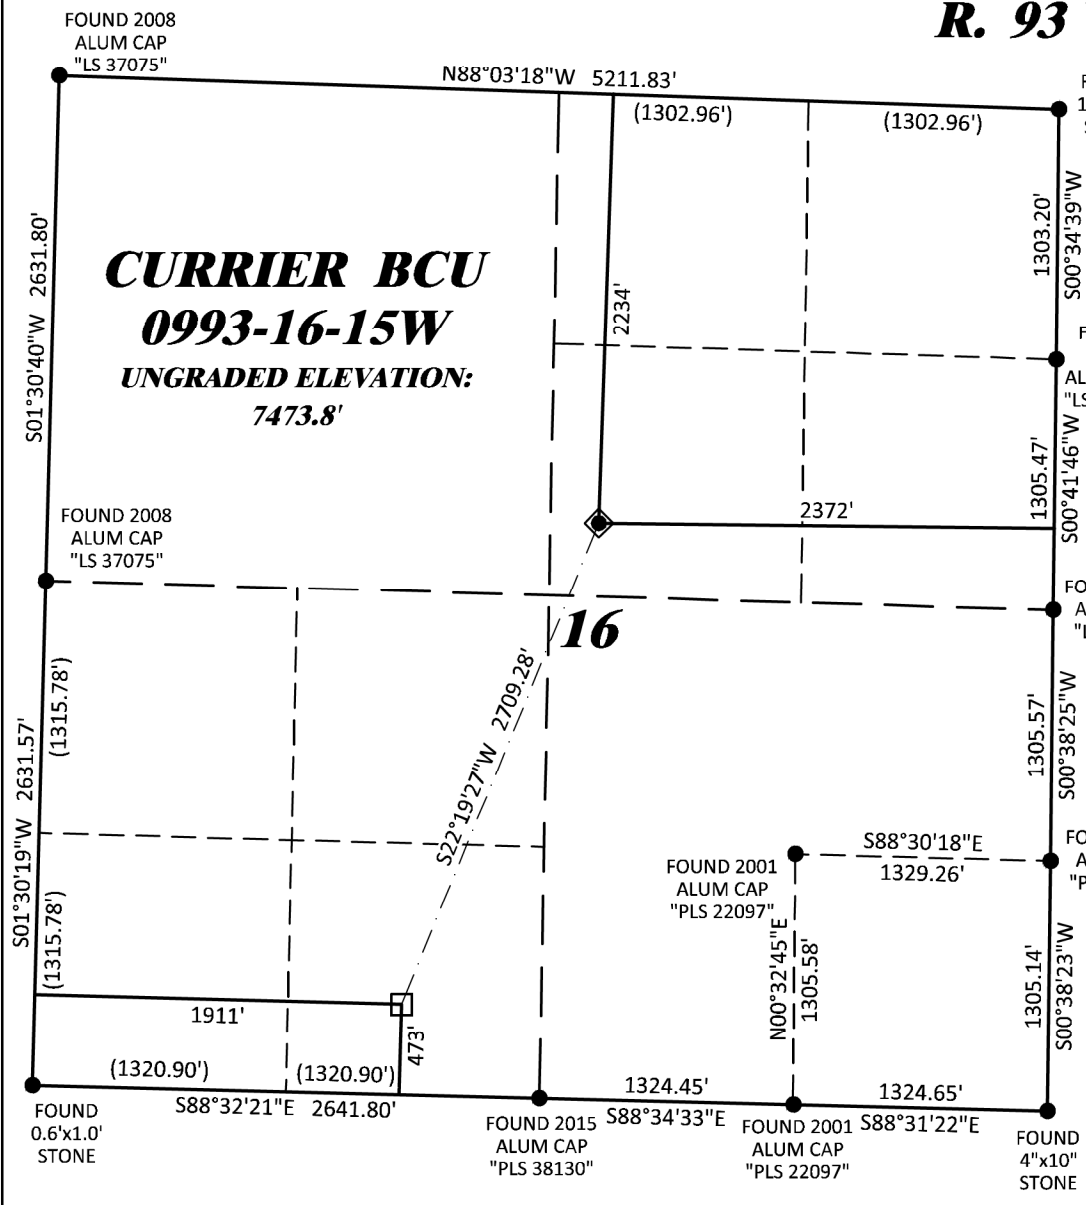 R. 93
FOUND 2008
ALUM CAP
"LS 37075"
N88°03'18"W 5211.83'
(1302.96')
(1302.96')
S01°30'40"W 2631.80'
CURRIER BCU
0993-16-15W
UNGRADED ELEVATION:
7473.8'
2234'
1303.20'
S00°34'39"W
1305.47'
S00°41'46"W
2372'
FOUND 2008
ALUM CAP
"LS 37075"
16
(1315.78')
S01°30'19"W 2631.57'
(1315.78')
S22°19'27"W 2709.28'
1305.57'
S00°38'25"W
S88°30'18"E
1329.26'
FOUND 2001
ALUM CAP
"PLS 22097"
N00°32'45"E
1305.58'
1305.14'
S00°38'23"W
1911'
473'
(1320.90')
(1320.90')
S88°32'21"E 2641.80'
1324.45'
S88°34'33"E
1324.65'
S88°31'22"E
FOUND
0.6'x1.0'
STONE
FOUND 2015
ALUM CAP
"PLS 38130"
FOUND 2001
ALUM CAP
"PLS 22097"
FOUND
4"x10"
STONE